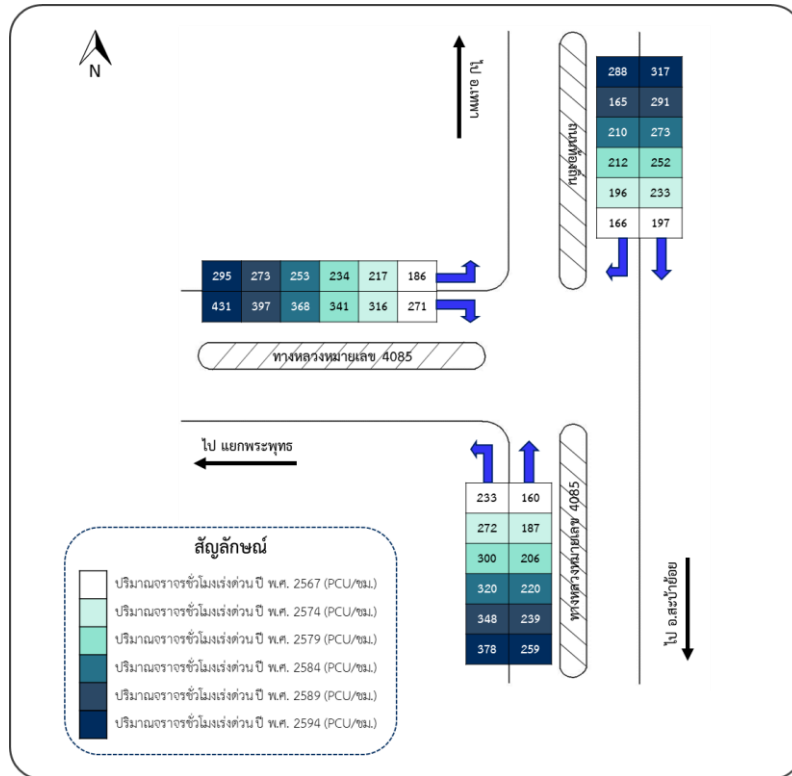 N
ไป อ.เทพา
ถนนท้องถิ่น
288 317
165 291
210 273
212 252
196 233
166 197
295 273 253 234 217 186
431 397 368 341 316 271
ทางหลวงหมายเลข 4085
ไป แยกพระพุทธ
233 160
272 187
300 206
320 220
348 239
378 259
ทางหลวงหมายเลข 4085
ไป อ.สะบ้าย้อย
สัญลักษณ์
ปริมาณจราจรชั่วโมงเร่งด่วน ปี พ.ศ. 2567 (PCU/ชม.)
ปริมาณจราจรชั่วโมงเร่งด่วน ปี พ.ศ. 2574 (PCU/ชม.)
ปริมาณจราจรชั่วโมงเร่งด่วน ปี พ.ศ. 2579 (PCU/ชม.)
ปริมาณจราจรชั่วโมงเร่งด่วน ปี พ.ศ. 2584 (PCU/ชม.)
ปริมาณจราจรชั่วโมงเร่งด่วน ปี พ.ศ. 2589 (PCU/ชม.)
ปริมาณจราจรชั่วโมงเร่งด่วน ปี พ.ศ. 2594 (PCU/ชม.)